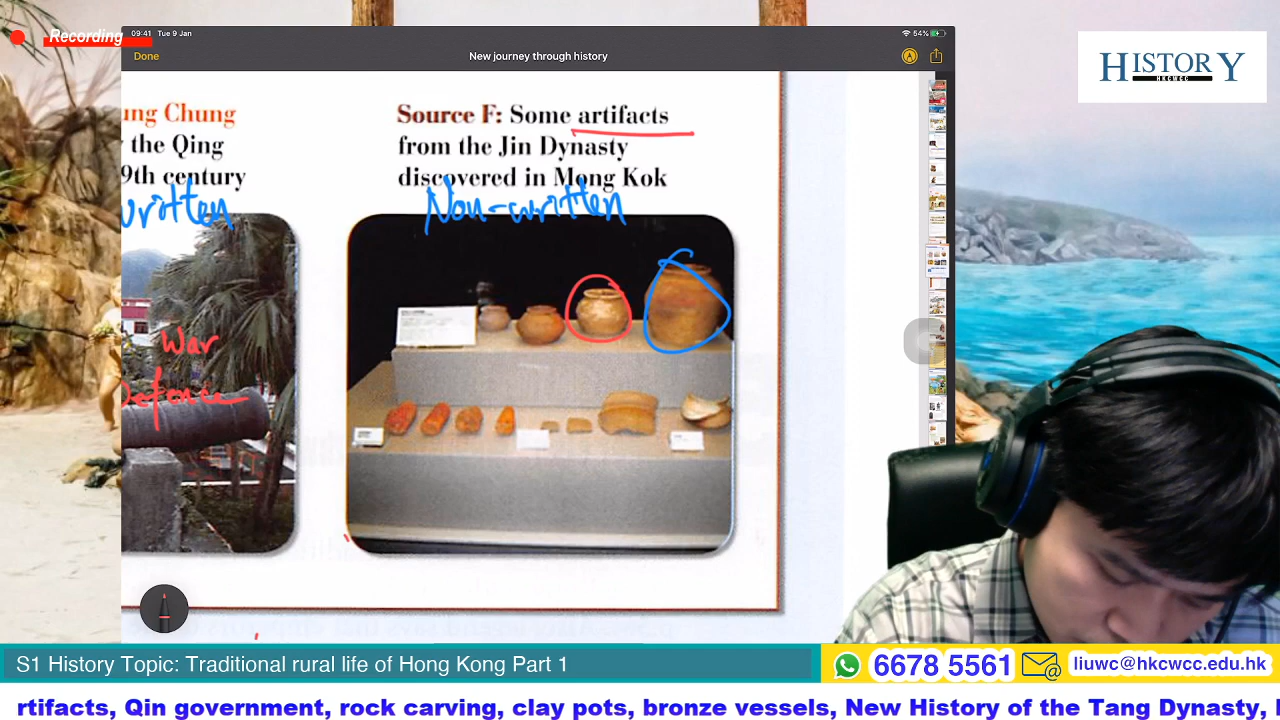 Recording
09:41 Tue 9 Jan
54%
Done
New journey through history
HISTORY
HKCWCC
ung Chung
the Qing
9th century
written
War
Defence
Source F: Some artifacts
from the Jin Dynasty
discovered in Mong Kok
Non-written
S1 History Topic: Traditional rural life of Hong Kong Part 1
6678 5561
liuwc@hkcwcc.edu.hk
rtifacts, Qin government, rock carving, clay pots, bronze vessels, New History of the Tang Dynasty,